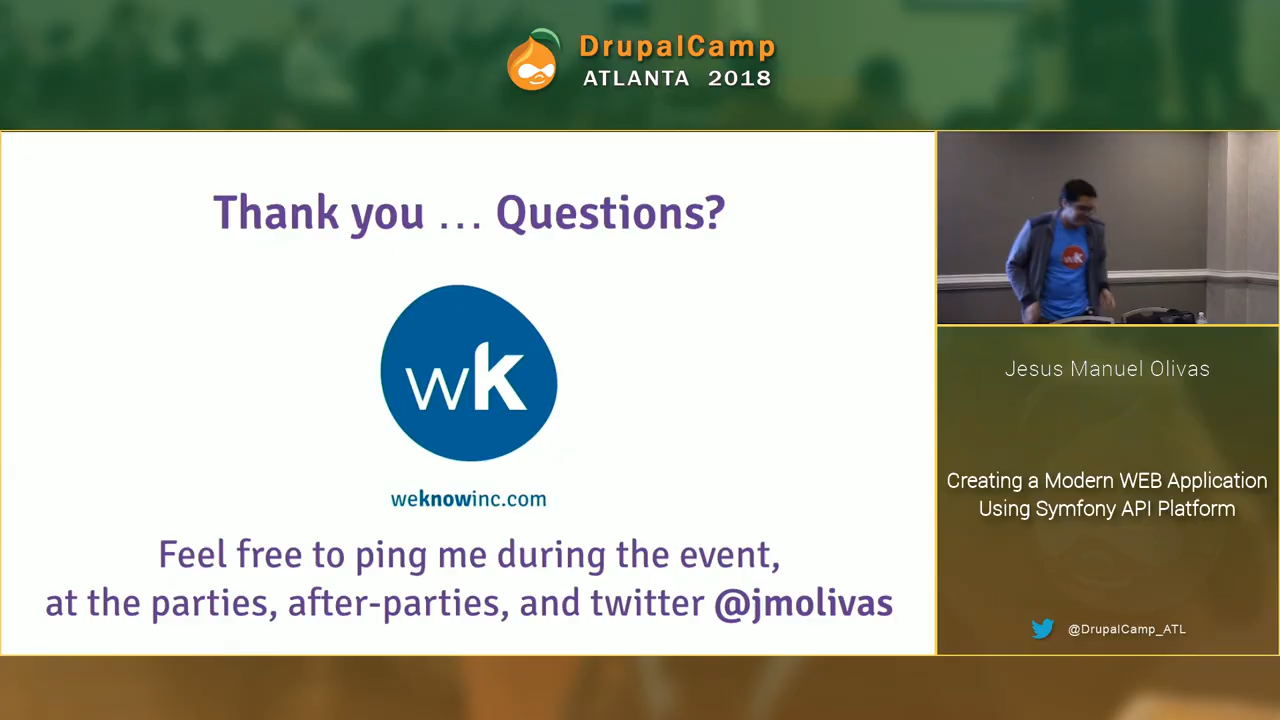 DrupalCamp
ATLANTA 2018
Thank you ... Questions?
wk
weknowinc.com
Feel free to ping me during the event,
at the parties, after-parties, and twitter @jmolivas
wk
Jesus Manuel Olivas
Creating a Modern WEB Application
Using Symfony API Platform
@DrupalCamp_ATL